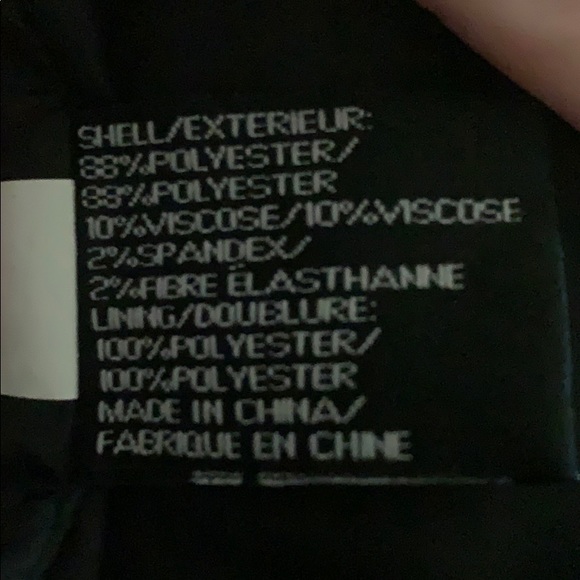 SHELL/EXTERIEUR:
88%POLYESTER/
88%POLYESTER
10%VISCOSE/10%VISCOSE
2%SPANDEX/
2%FIBRE ÉLASTHANNE
LINING/DOUBLURE:
100%POLYESTER/
100%POLYESTER
MADE IN CHINA/
FABRIQUE EN CHINE